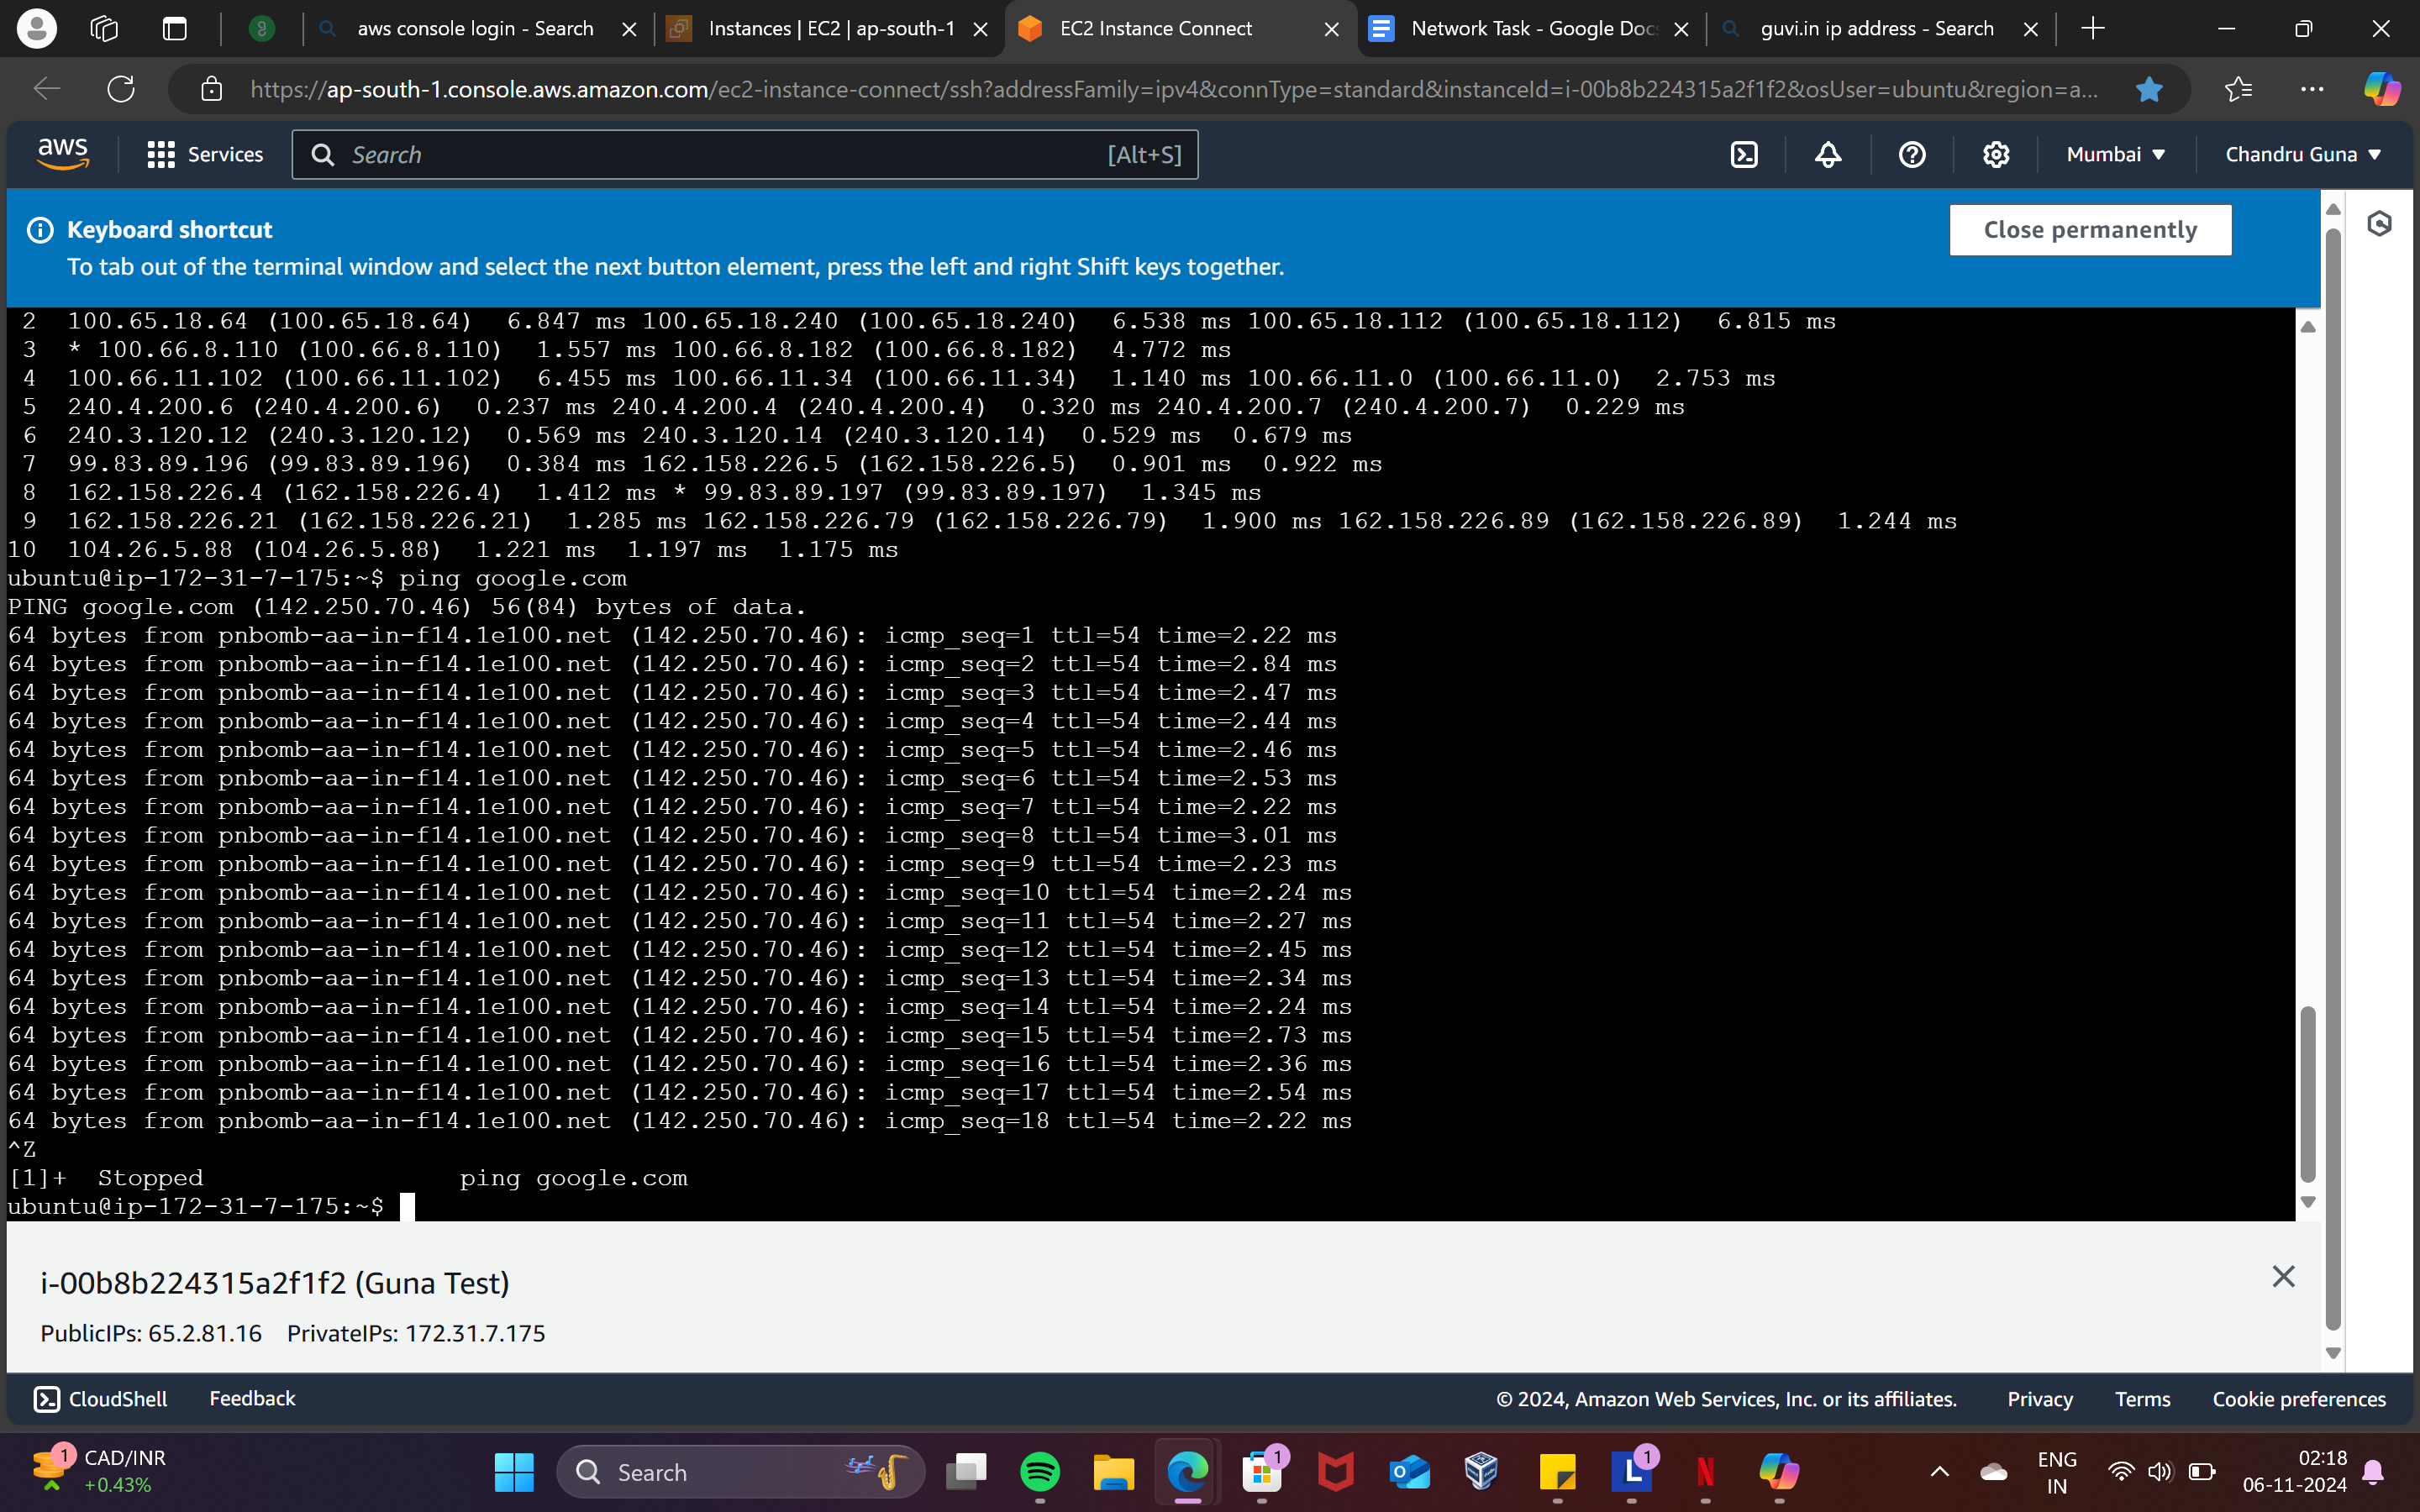 aws console login - Search
Instances | EC2 | ap-south-1
EC2 Instance Connect
Network Task - Google Docs
guvi.in ip address - Search
https://ap-south-1.console.aws.amazon.com/ec2-instance-connect/ssh?addressFamily=ipv4&connType=standard&instanceId=i-00b8b224315a2f1f2&osUser=ubuntu&region=a...
aws
Services
Search
[Alt+S]
Mumbai
Chandru Guna
Keyboard shortcut
To tab out of the terminal window and select the next button element, press the left and right Shift keys together.
Close permanently
2  100.65.18.64 (100.65.18.64)  6.847 ms 100.65.18.240 (100.65.18.240)  6.538 ms 100.65.18.112 (100.65.18.112)  6.815 ms
3  * 100.66.8.110 (100.66.8.110)  1.557 ms 100.66.8.182 (100.66.8.182)  4.772 ms
4  100.66.11.102 (100.66.11.102)  6.455 ms 100.66.11.34 (100.66.11.34)  1.140 ms 100.66.11.0 (100.66.11.0)  2.753 ms
5  240.4.200.6 (240.4.200.6)  0.237 ms 240.4.200.4 (240.4.200.4)  0.320 ms 240.4.200.7 (240.4.200.7)  0.229 ms
6  240.3.120.12 (240.3.120.12)  0.569 ms 240.3.120.14 (240.3.120.14)  0.529 ms  0.679 ms
7  99.83.89.196 (99.83.89.196)  0.384 ms 162.158.226.5 (162.158.226.5)  0.901 ms  0.922 ms
8  162.158.226.4 (162.158.226.4)  1.412 ms * 99.83.89.197 (99.83.89.197)  1.345 ms
9  162.158.226.21 (162.158.226.21)  1.285 ms 162.158.226.79 (162.158.226.79)  1.900 ms 162.158.226.89 (162.158.226.89)  1.244 ms
10  104.26.5.88 (104.26.5.88)  1.221 ms  1.197 ms  1.175 ms
ubuntu@ip-172-31-7-175:~$ ping google.com
PING google.com (142.250.70.46) 56(84) bytes of data.
64 bytes from pnbomb-aa-in-f14.1e100.net (142.250.70.46): icmp_seq=1 ttl=54 time=2.22 ms
64 bytes from pnbomb-aa-in-f14.1e100.net (142.250.70.46): icmp_seq=2 ttl=54 time=2.84 ms
64 bytes from pnbomb-aa-in-f14.1e100.net (142.250.70.46): icmp_seq=3 ttl=54 time=2.47 ms
64 bytes from pnbomb-aa-in-f14.1e100.net (142.250.70.46): icmp_seq=4 ttl=54 time=2.44 ms
64 bytes from pnbomb-aa-in-f14.1e100.net (142.250.70.46): icmp_seq=5 ttl=54 time=2.46 ms
64 bytes from pnbomb-aa-in-f14.1e100.net (142.250.70.46): icmp_seq=6 ttl=54 time=2.53 ms
64 bytes from pnbomb-aa-in-f14.1e100.net (142.250.70.46): icmp_seq=7 ttl=54 time=2.22 ms
64 bytes from pnbomb-aa-in-f14.1e100.net (142.250.70.46): icmp_seq=8 ttl=54 time=3.01 ms
64 bytes from pnbomb-aa-in-f14.1e100.net (142.250.70.46): icmp_seq=9 ttl=54 time=2.23 ms
64 bytes from pnbomb-aa-in-f14.1e100.net (142.250.70.46): icmp_seq=10 ttl=54 time=2.24 ms
64 bytes from pnbomb-aa-in-f14.1e100.net (142.250.70.46): icmp_seq=11 ttl=54 time=2.27 ms
64 bytes from pnbomb-aa-in-f14.1e100.net (142.250.70.46): icmp_seq=12 ttl=54 time=2.45 ms
64 bytes from pnbomb-aa-in-f14.1e100.net (142.250.70.46): icmp_seq=13 ttl=54 time=2.34 ms
64 bytes from pnbomb-aa-in-f14.1e100.net (142.250.70.46): icmp_seq=14 ttl=54 time=2.24 ms
64 bytes from pnbomb-aa-in-f14.1e100.net (142.250.70.46): icmp_seq=15 ttl=54 time=2.73 ms
64 bytes from pnbomb-aa-in-f14.1e100.net (142.250.70.46): icmp_seq=16 ttl=54 time=2.36 ms
64 bytes from pnbomb-aa-in-f14.1e100.net (142.250.70.46): icmp_seq=17 ttl=54 time=2.54 ms
64 bytes from pnbomb-aa-in-f14.1e100.net (142.250.70.46): icmp_seq=18 ttl=54 time=2.22 ms
^Z
[1]+  Stopped                 ping google.com
ubuntu@ip-172-31-7-175:~$
i-00b8b224315a2f1f2 (Guna Test)
PublicIPs: 65.2.81.16    PrivateIPs: 172.31.7.175
CloudShell
Feedback
© 2024, Amazon Web Services, Inc. or its affiliates.
Privacy
Terms
Cookie preferences
1
CAD/INR
+0.43%
Search
1
1
ENG
IN
02:18
06-11-2024